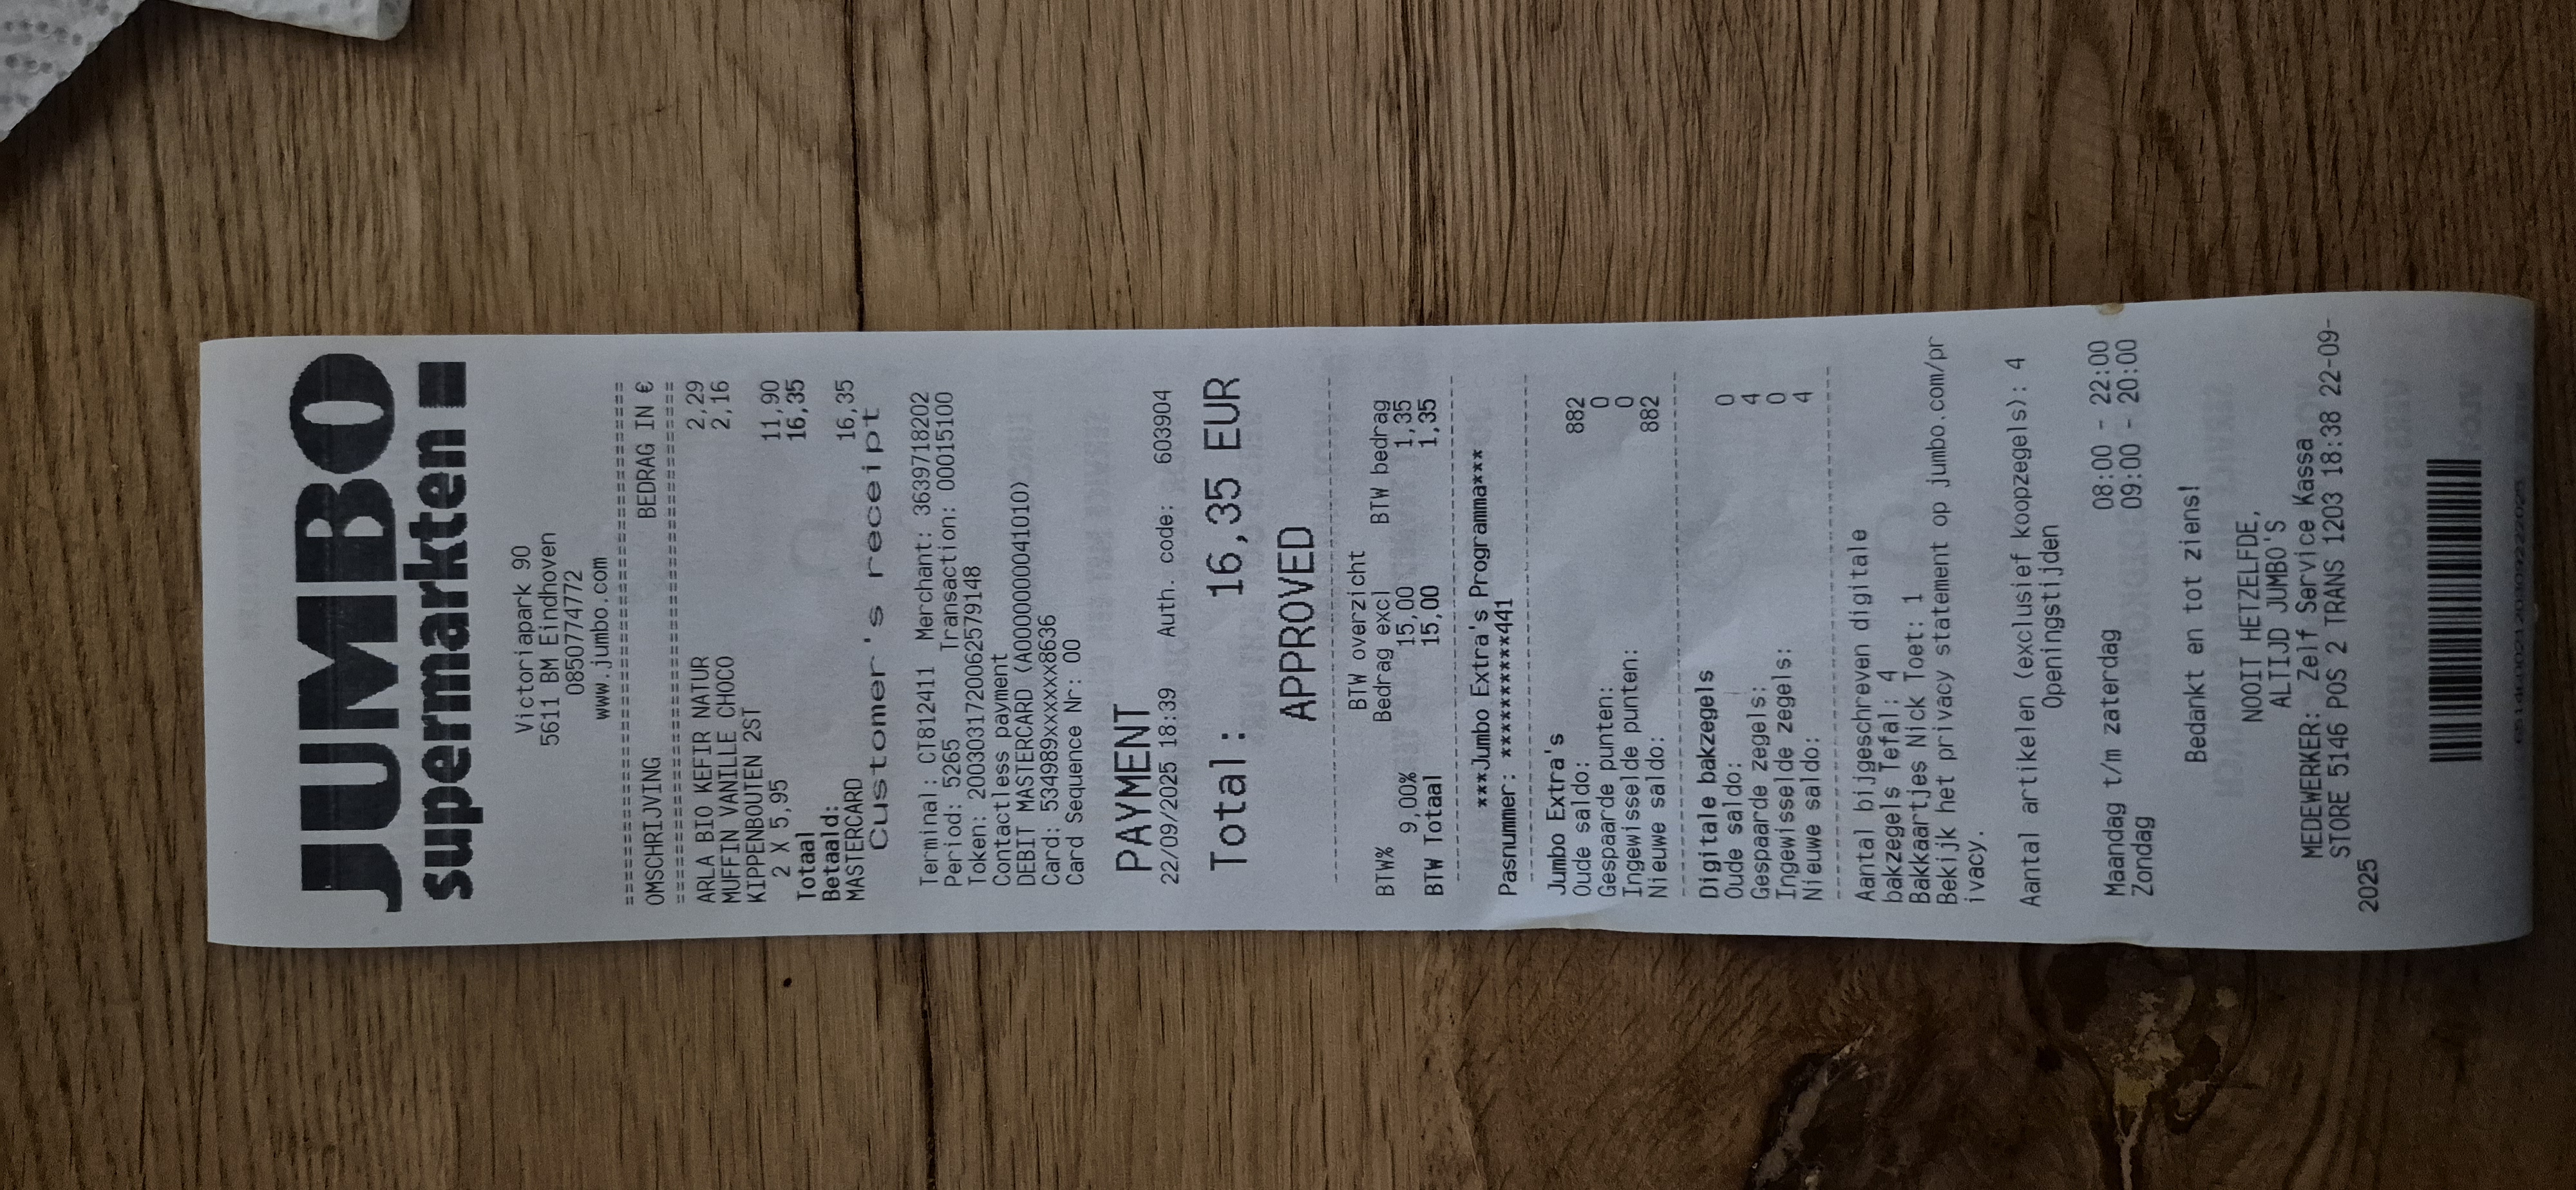 JUMBO
supermarkten
Victoriapark 90
5611 BM Eindhoven
0850774772
www.jumbo.com
==========================================
OMSCHRIJVING BEDRAG IN €
==========================================
ARLA BIO KEFIR NATUR 2,29
MUFFIN VANILLE CHOCO 2,16
KIPPENBOUTEN 2ST
2 X 5,95 11,90
Totaal 16,35
Betaald:
MASTERCARD 16,35
Customer's receipt
Terminal: CT812411 Merchant: 3639718202
Period: 5265 Transaction: 00015100
Token: 2003031720062579148
Contactless payment
DEBIT MASTERCARD (A0000000041010)
Card: 534989xxxxxx8636
Card Sequence Nr: 00
PAYMENT
22/09/2025 18:39 Auth. code: 603904
Total: 16,35 EUR
APPROVED
------------------------------------------
BTW overzicht
BTW% Bedrag excl BTW bedrag
9,00% 15,00 1,35
BTW Totaal 15,00 1,35
------------------------------------------
***Jumbo Extra's Programma***
Pasnummer: **********441
------------------------------------------
Jumbo Extra's
Oude saldo: 882
Gespaarde punten: 0
Ingewisselde punten: 0
Nieuwe saldo: 882
------------------------------------------
Digitale bakzegels
Oude saldo: 0
Gespaarde zegels: 4
Ingewisselde zegels: 0
Nieuwe saldo: 4
------------------------------------------
Aantal bijgeschreven digitale
bakzegels Tefal: 4
Bakkaartjes Nick Toet: 1
Bekijk het privacy statement op jumbo.com/pr
ivacy.
Aantal artikelen (exclusief koopzegels): 4
Openingstijden
Maandag t/m zaterdag 08:00 - 22:00
Zondag 09:00 - 20:00
Bedankt en tot ziens!
NOOIT HETZELFDE,
ALTIJD JUMBO'S
MEDEWERKER: Zelf Service Kassa
STORE 5146 POS 2 TRANS 1203 18:38 22-09-
2025